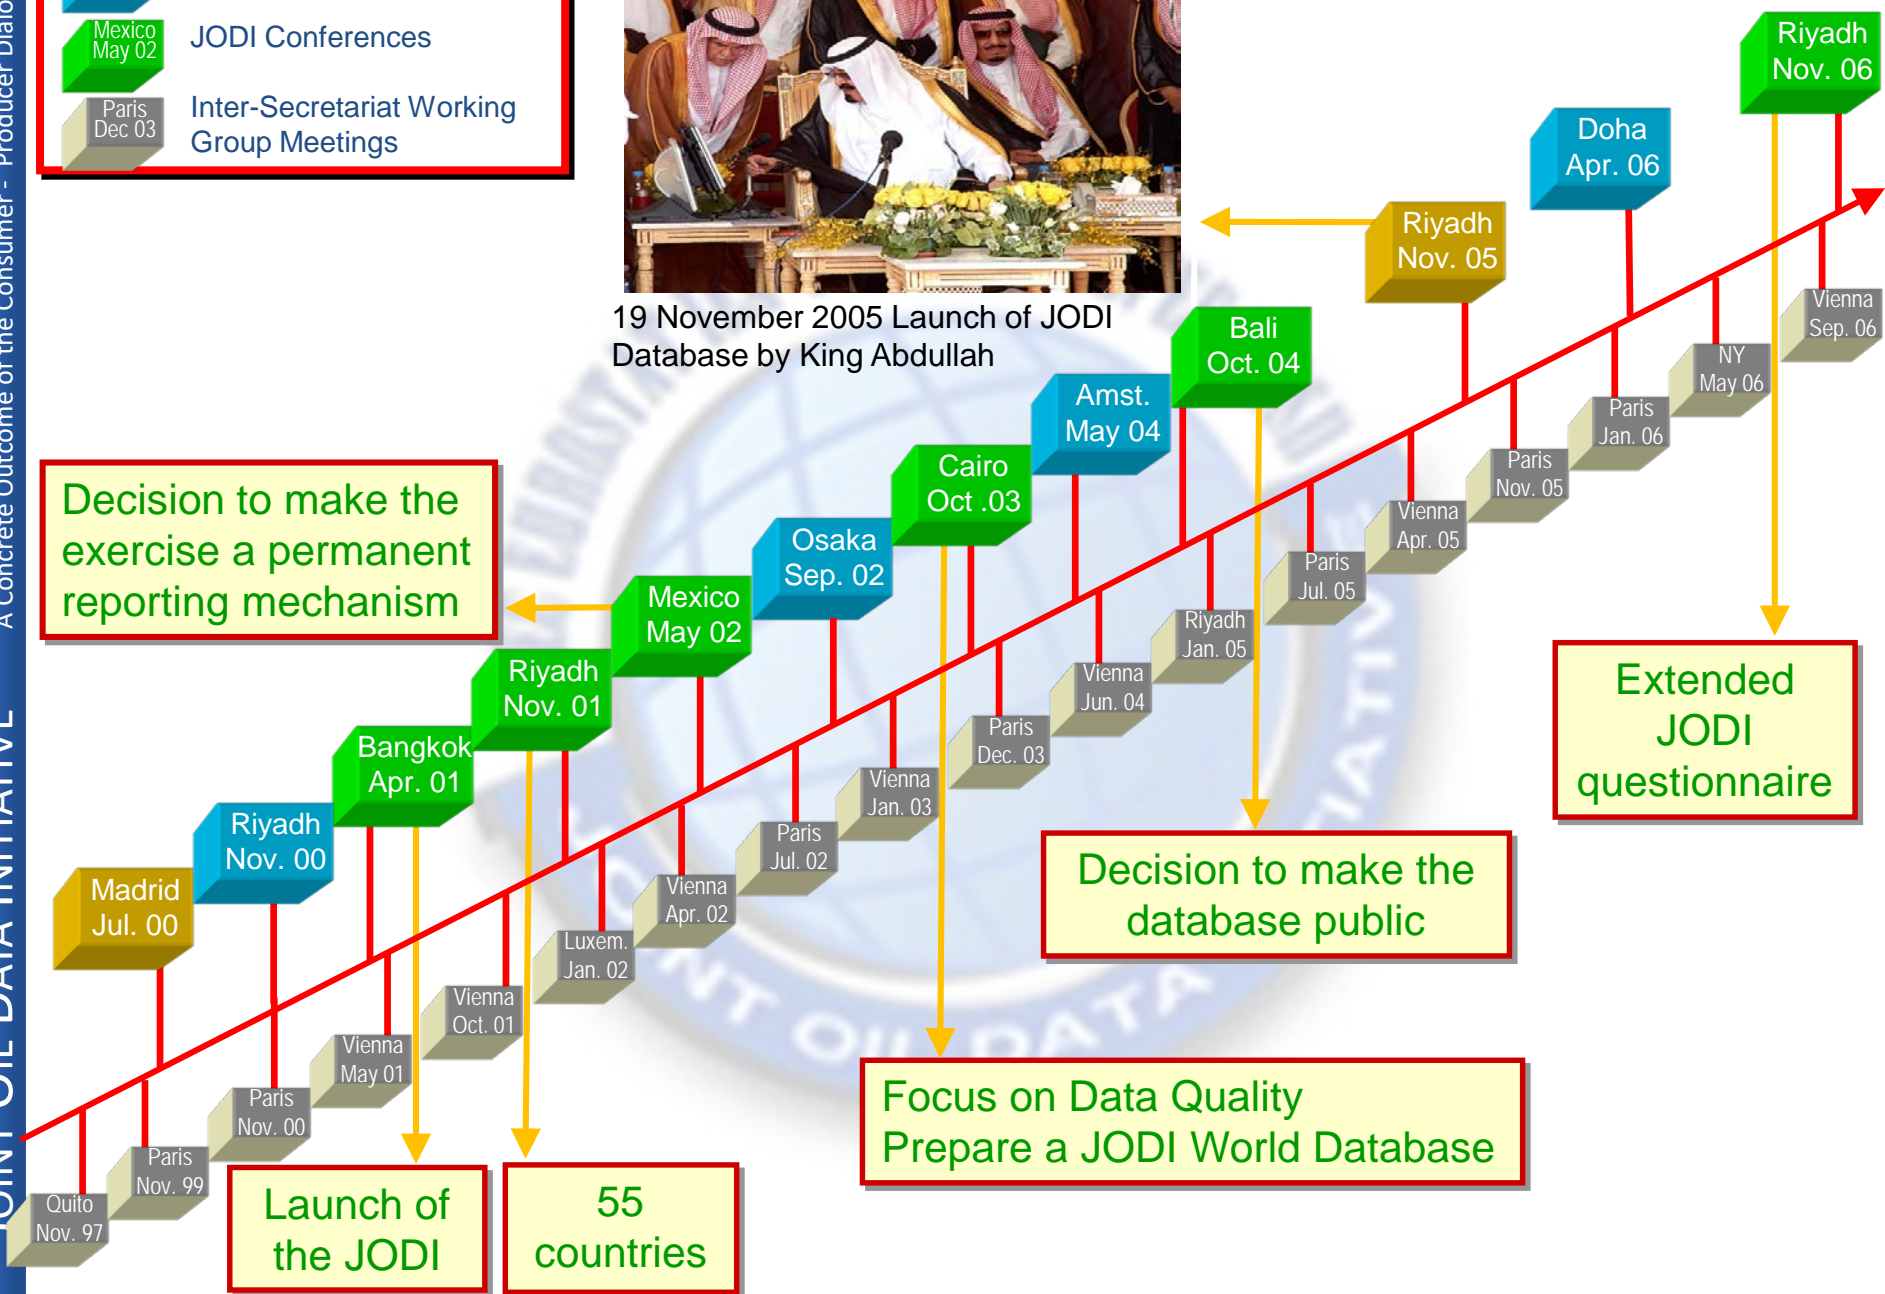 A Concrete Outcome of the Consumer - Producer
JOINT OIL DATA INITIATIVE
Mexico
May 02
JODI Conferences
Paris
Dec 03
Inter-Secretariat Working
Group Meetings
19 November 2005 Launch of JODI
Database by King Abdullah
Riyadh
Nov. 06
Doha
Apr. 06
Riyadh
Nov. 05
Bali
Oct. 04
Amst.
May 04
Cairo
Oct .03
Osaka
Sep. 02
Mexico
May 02
Riyadh
Nov. 01
Bangkok
Apr. 01
Riyadh
Nov. 00
Madrid
Jul. 00
Vienna
Sep. 06
NY
May 06
Paris
Jan. 06
Paris
Nov. 05
Vienna
Apr. 05
Paris
Jul. 05
Riyadh
Jan. 05
Vienna
Jun. 04
Paris
Dec. 03
Vienna
Jan. 03
Paris
Jul. 02
Vienna
Apr. 02
Luxem.
Jan. 02
Vienna
Oct. 01
Vienna
May 01
Paris
Nov. 00
Paris
Nov. 99
Quito
Nov. 97
Decision to make the
exercise a permanent
reporting mechanism
Extended
JODI
questionnaire
Decision to make the
database public
Focus on Data Quality
Prepare a JODI World Database
Launch of
the JODI
55
countries
EUROSTAT
JOINT OIL DATA